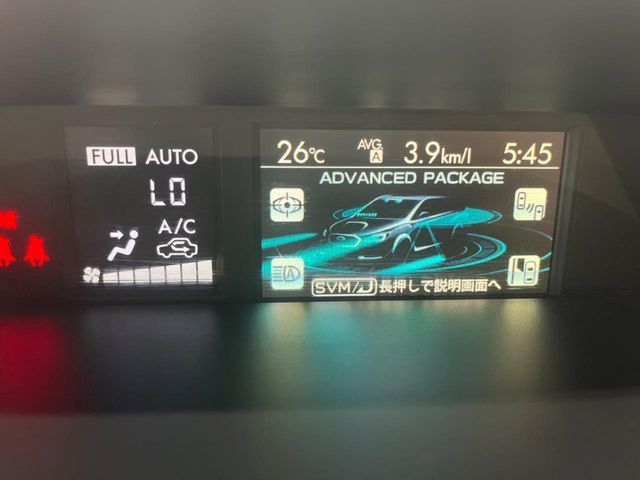 FULL AUTO
LO
A/C
26℃ AVG. A 3.9km/l 5:45
ADVANCED PACKAGE
A
SVM/ 長押しで説明画面へ